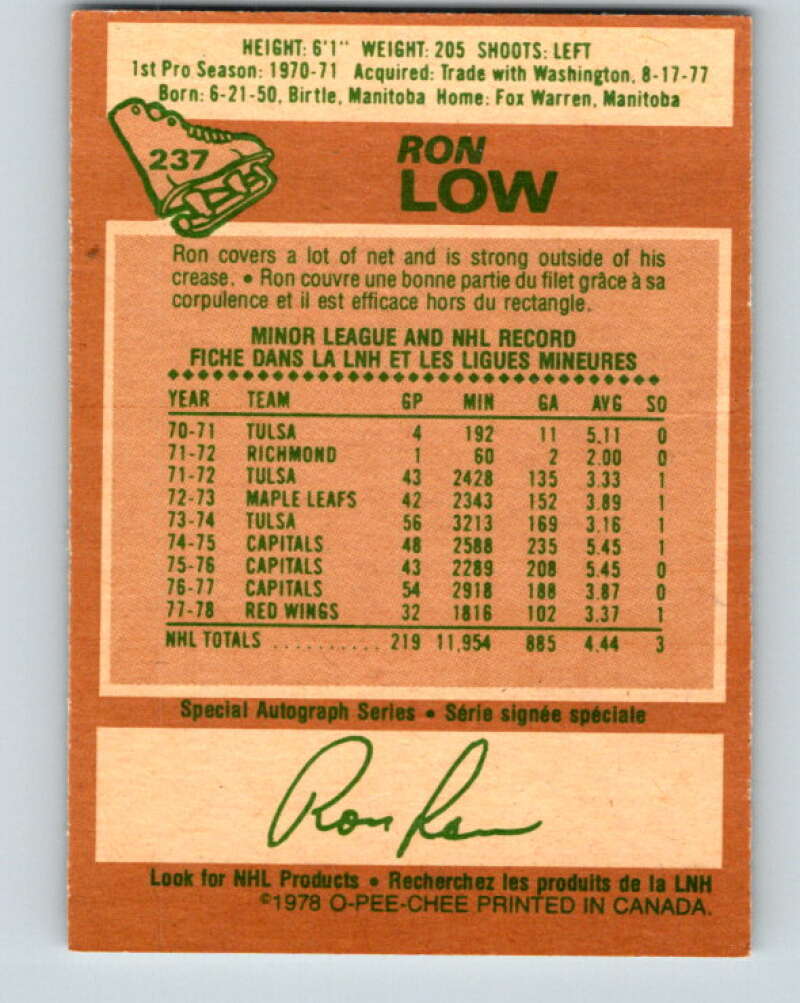 HEIGHT: 6'1" WEIGHT: 205 SHOOTS: LEFT
1st Pro Season: 1970-71 Acquired: Trade with Washington, 8-17-77
Born: 6-21-50, Birtle, Manitoba Home: Fox Warren, Manitoba
237
RON
LOW
Ron covers a lot of net and is strong outside of his
crease. • Ron couvre une bonne partie du filet grâce à sa
corpulence et il est efficace hors du rectangle.
MINOR LEAGUE AND NHL RECORD
FICHE DANS LA LNH ET LES LIGUES MINEURES
YEAR TEAM GP MIN GA AVG SO
70-71 TULSA 4 192 11 5.11 0
71-72 RICHMOND 1 60 2 2.00 0
71-72 TULSA 43 2428 135 3.33 1
72-73 MAPLE LEAFS 42 2343 152 3.89 1
73-74 TULSA 56 3213 169 3.16 1
74-75 CAPITALS 48 2588 235 5.45 1
75-76 CAPITALS 43 2289 208 5.45 0
76-77 CAPITALS 54 2918 188 3.87 0
77-78 RED WINGS 32 1816 102 3.37 1
NHL TOTALS .......... 219 11,954 885 4.44 3
Special Autograph Series • Série signée spéciale
Ron Low
Look for NHL Products • Recherchez les produits de la LNH
©1978 O-PEE-CHEE PRINTED IN CANADA.